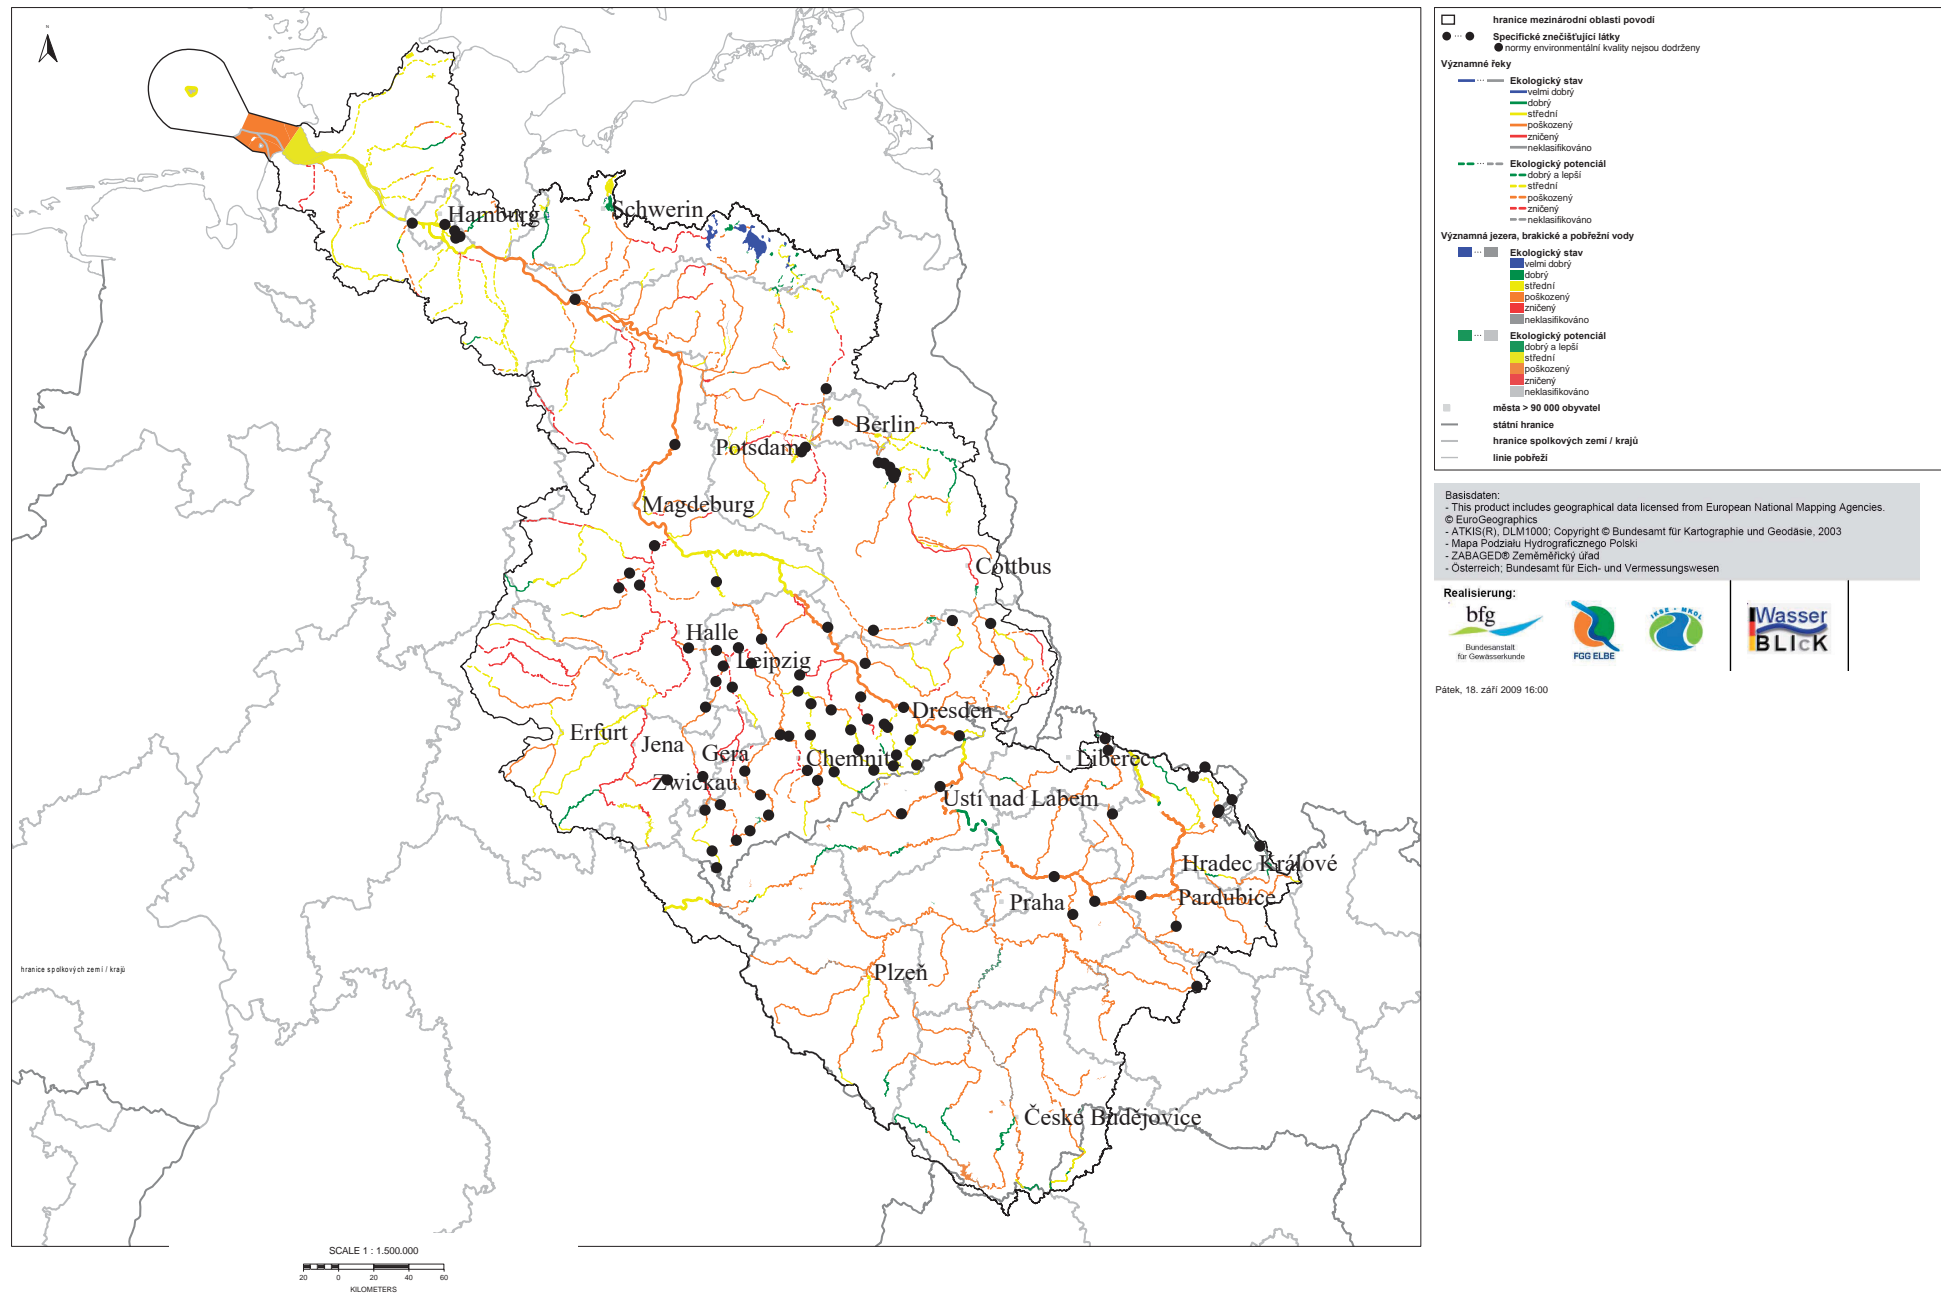 N
Hamburg
Schwerin
Berlin
Potsdam
Magdeburg
Cottbus
Halle
Leipzig
Dresden
Erfurt
Jena
Gera
Chemnitz
Zwickau
Liberec
Ustí nad Labem
Hradec Králové
Praha
Pardubice
Plzeň
České Budějovice
hranice spolkových zemí / krajů
SCALE 1 : 1.500.000
20 0 20 40 60
KILOMETERS
hranice mezinárodní oblasti povodí
Specifické znečišťující látky
normy environmentální kvality nejsou dodrženy
Významné řeky
Ekologický stav
velmi dobrý
dobrý
střední
poškozený
zničený
neklasifikováno
Ekologický potenciál
dobrý a lepší
střední
poškozený
zničený
neklasifikováno
Významná jezera, brakické a pobřežní vody
Ekologický stav
velmi dobrý
dobrý
střední
poškozený
zničený
neklasifikováno
Ekologický potenciál
dobrý a lepší
střední
poškozený
zničený
neklasifikováno
města > 90 000 obyvatel
státní hranice
hranice spolkových zemí / krajů
linie pobřeží
Basisdaten:
- This product includes geographical data licensed from European National Mapping Agencies.
© EuroGeographics
- ATKIS(R), DLM1000; Copyright © Bundesamt für Kartographie und Geodäsie, 2003
- Mapa Podziału Hydrograficznego Polski
- ZABAGED® Zeměměřický úřad
- Österreich; Bundesamt für Eich- und Vermessungswesen
Realisierung:
bfg
Bundesanstalt
für Gewässerkunde
FGG ELBE
IKSE - MKOL
Wasser
BLIcK
Pátek, 18. září 2009 16:00